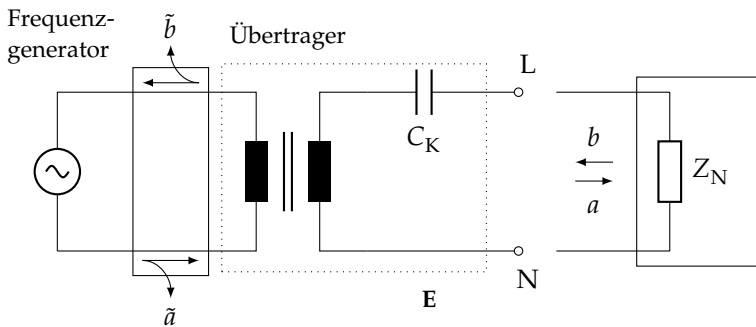 Frequenz-
generator
b̃
Übertrager
L
C_K
b
a
Z_N
N
E
ã